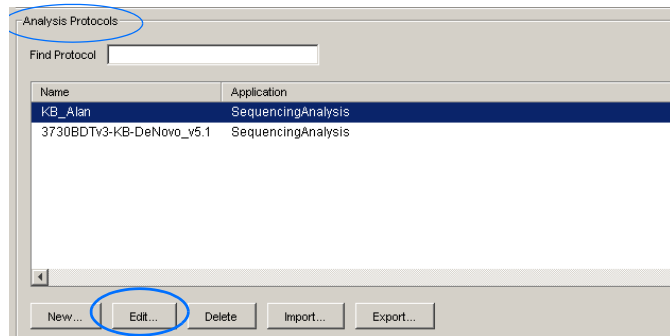 Analysis Protocols
Find Protocol
Name Application
KB_Alan SequencingAnalysis
3730BDTv3-KB-DeNovo_v5.1 SequencingAnalysis
New... Edit... Delete Import... Export...